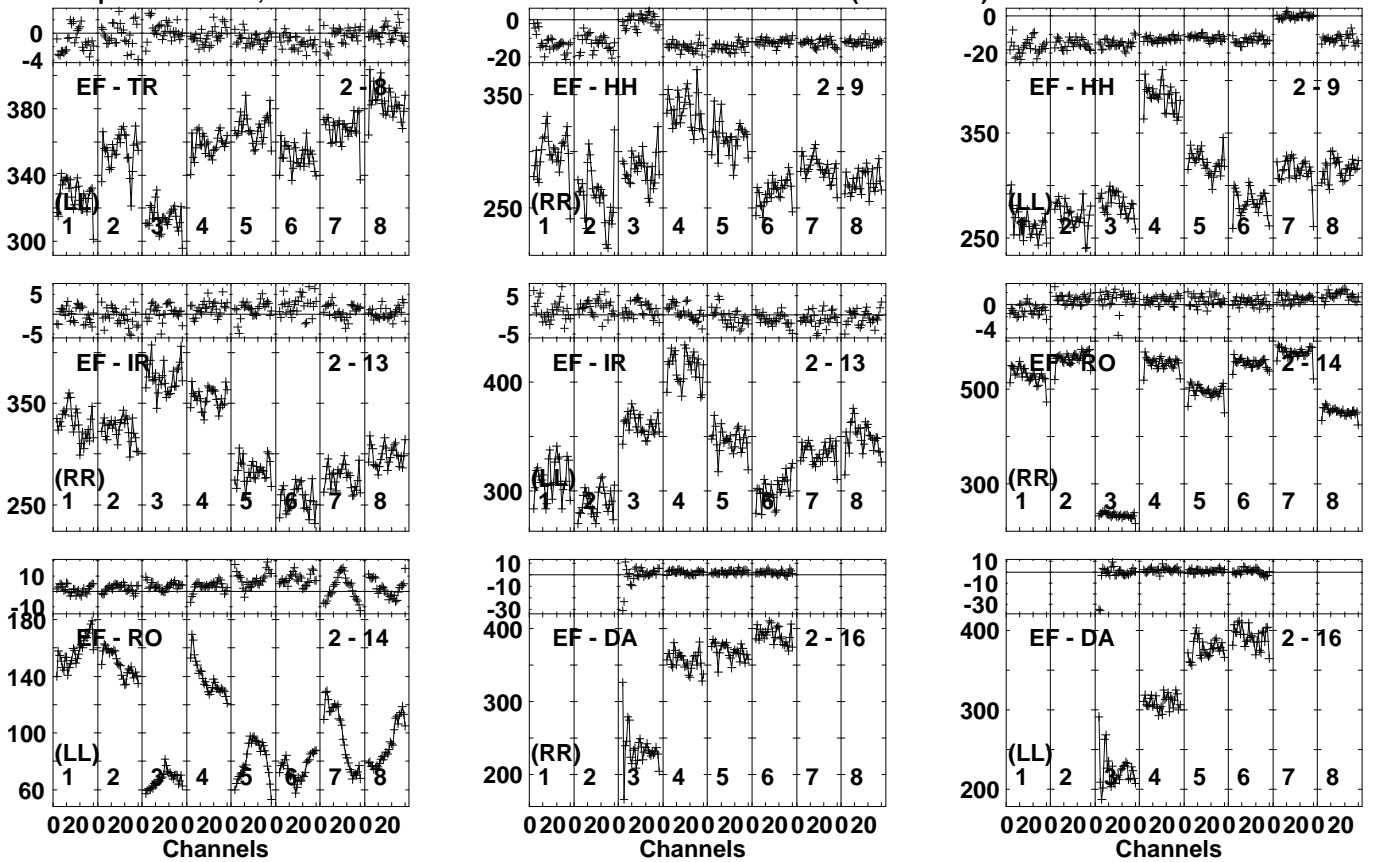 0
-4
EF - TR 2 - 8
380
340
300
(LL)
1 2 3 4 5 6 7 8
0
-20
EF - HH 2 - 9
350
250
(RR)
1 2 3 4 5 6 7 8
0
-20
EF - HH 2 - 9
350
250
(LL)
1 2 3 4 5 6 7 8
5
-5
EF - IR 2 - 13
350
250
(RR)
1 2 3 4 5 6 7 8
5
-5
EF - IR 2 - 13
400
300
(LL)
1 2 3 4 5 6 7 8
0
-4
EF - RO 2 - 14
500
300
(RR)
1 2 3 4 5 6 7 8
10
-10
180
EF - RO 2 - 14
140
100
60
(LL)
1 2 3 4 5 6 7 8
0 20 0 20 0 20 0 20 0 20 0 20 0 20 0 20
Channels
10
-10
-30
EF - DA 2 - 16
400
300
200
(RR)
1 2 3 4 5 6 7 8
0 20 0 20 0 20 0 20 0 20 0 20 0 20 0 20
Channels
10
-10
-30
EF - DA 2 - 16
400
300
200
(LL)
1 2 3 4 5 6 7 8
0 20 0 20 0 20 0 20 0 20 0 20 0 20 0 20
Channels